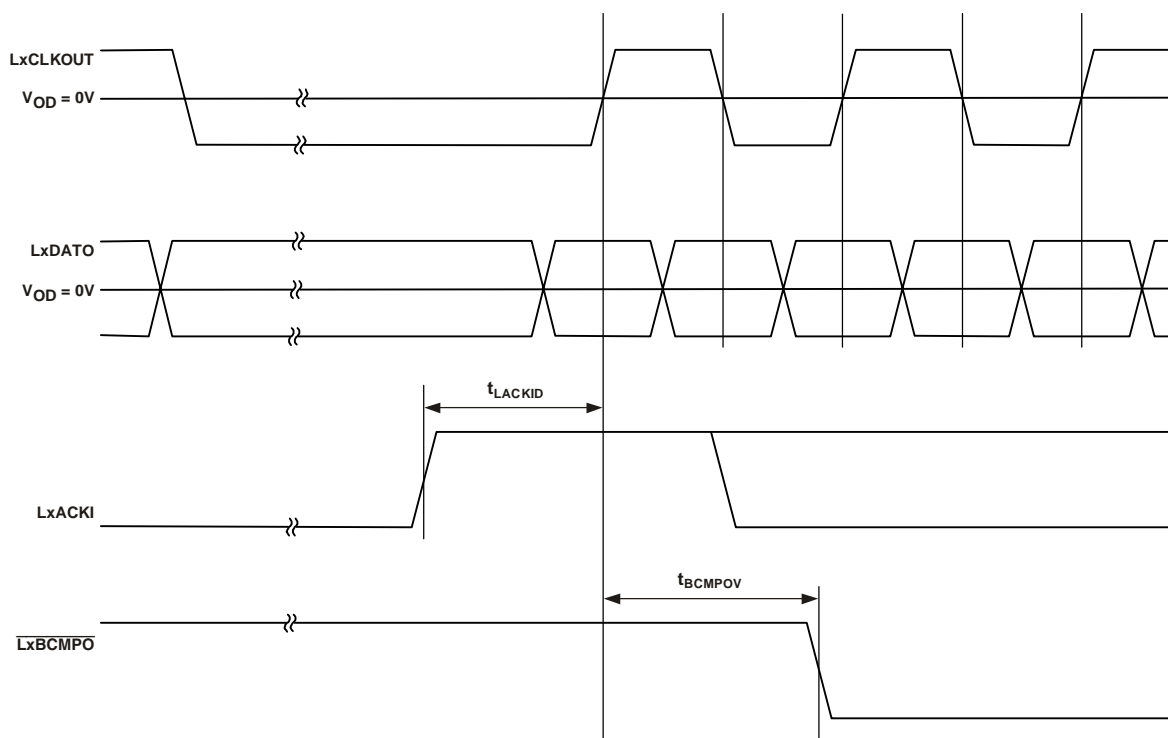 LxCLKOUT
VOD = 0V
LxDATO
VOD = 0V
tLACKID
LxACKI
tBCMPOV
LxBCMPO